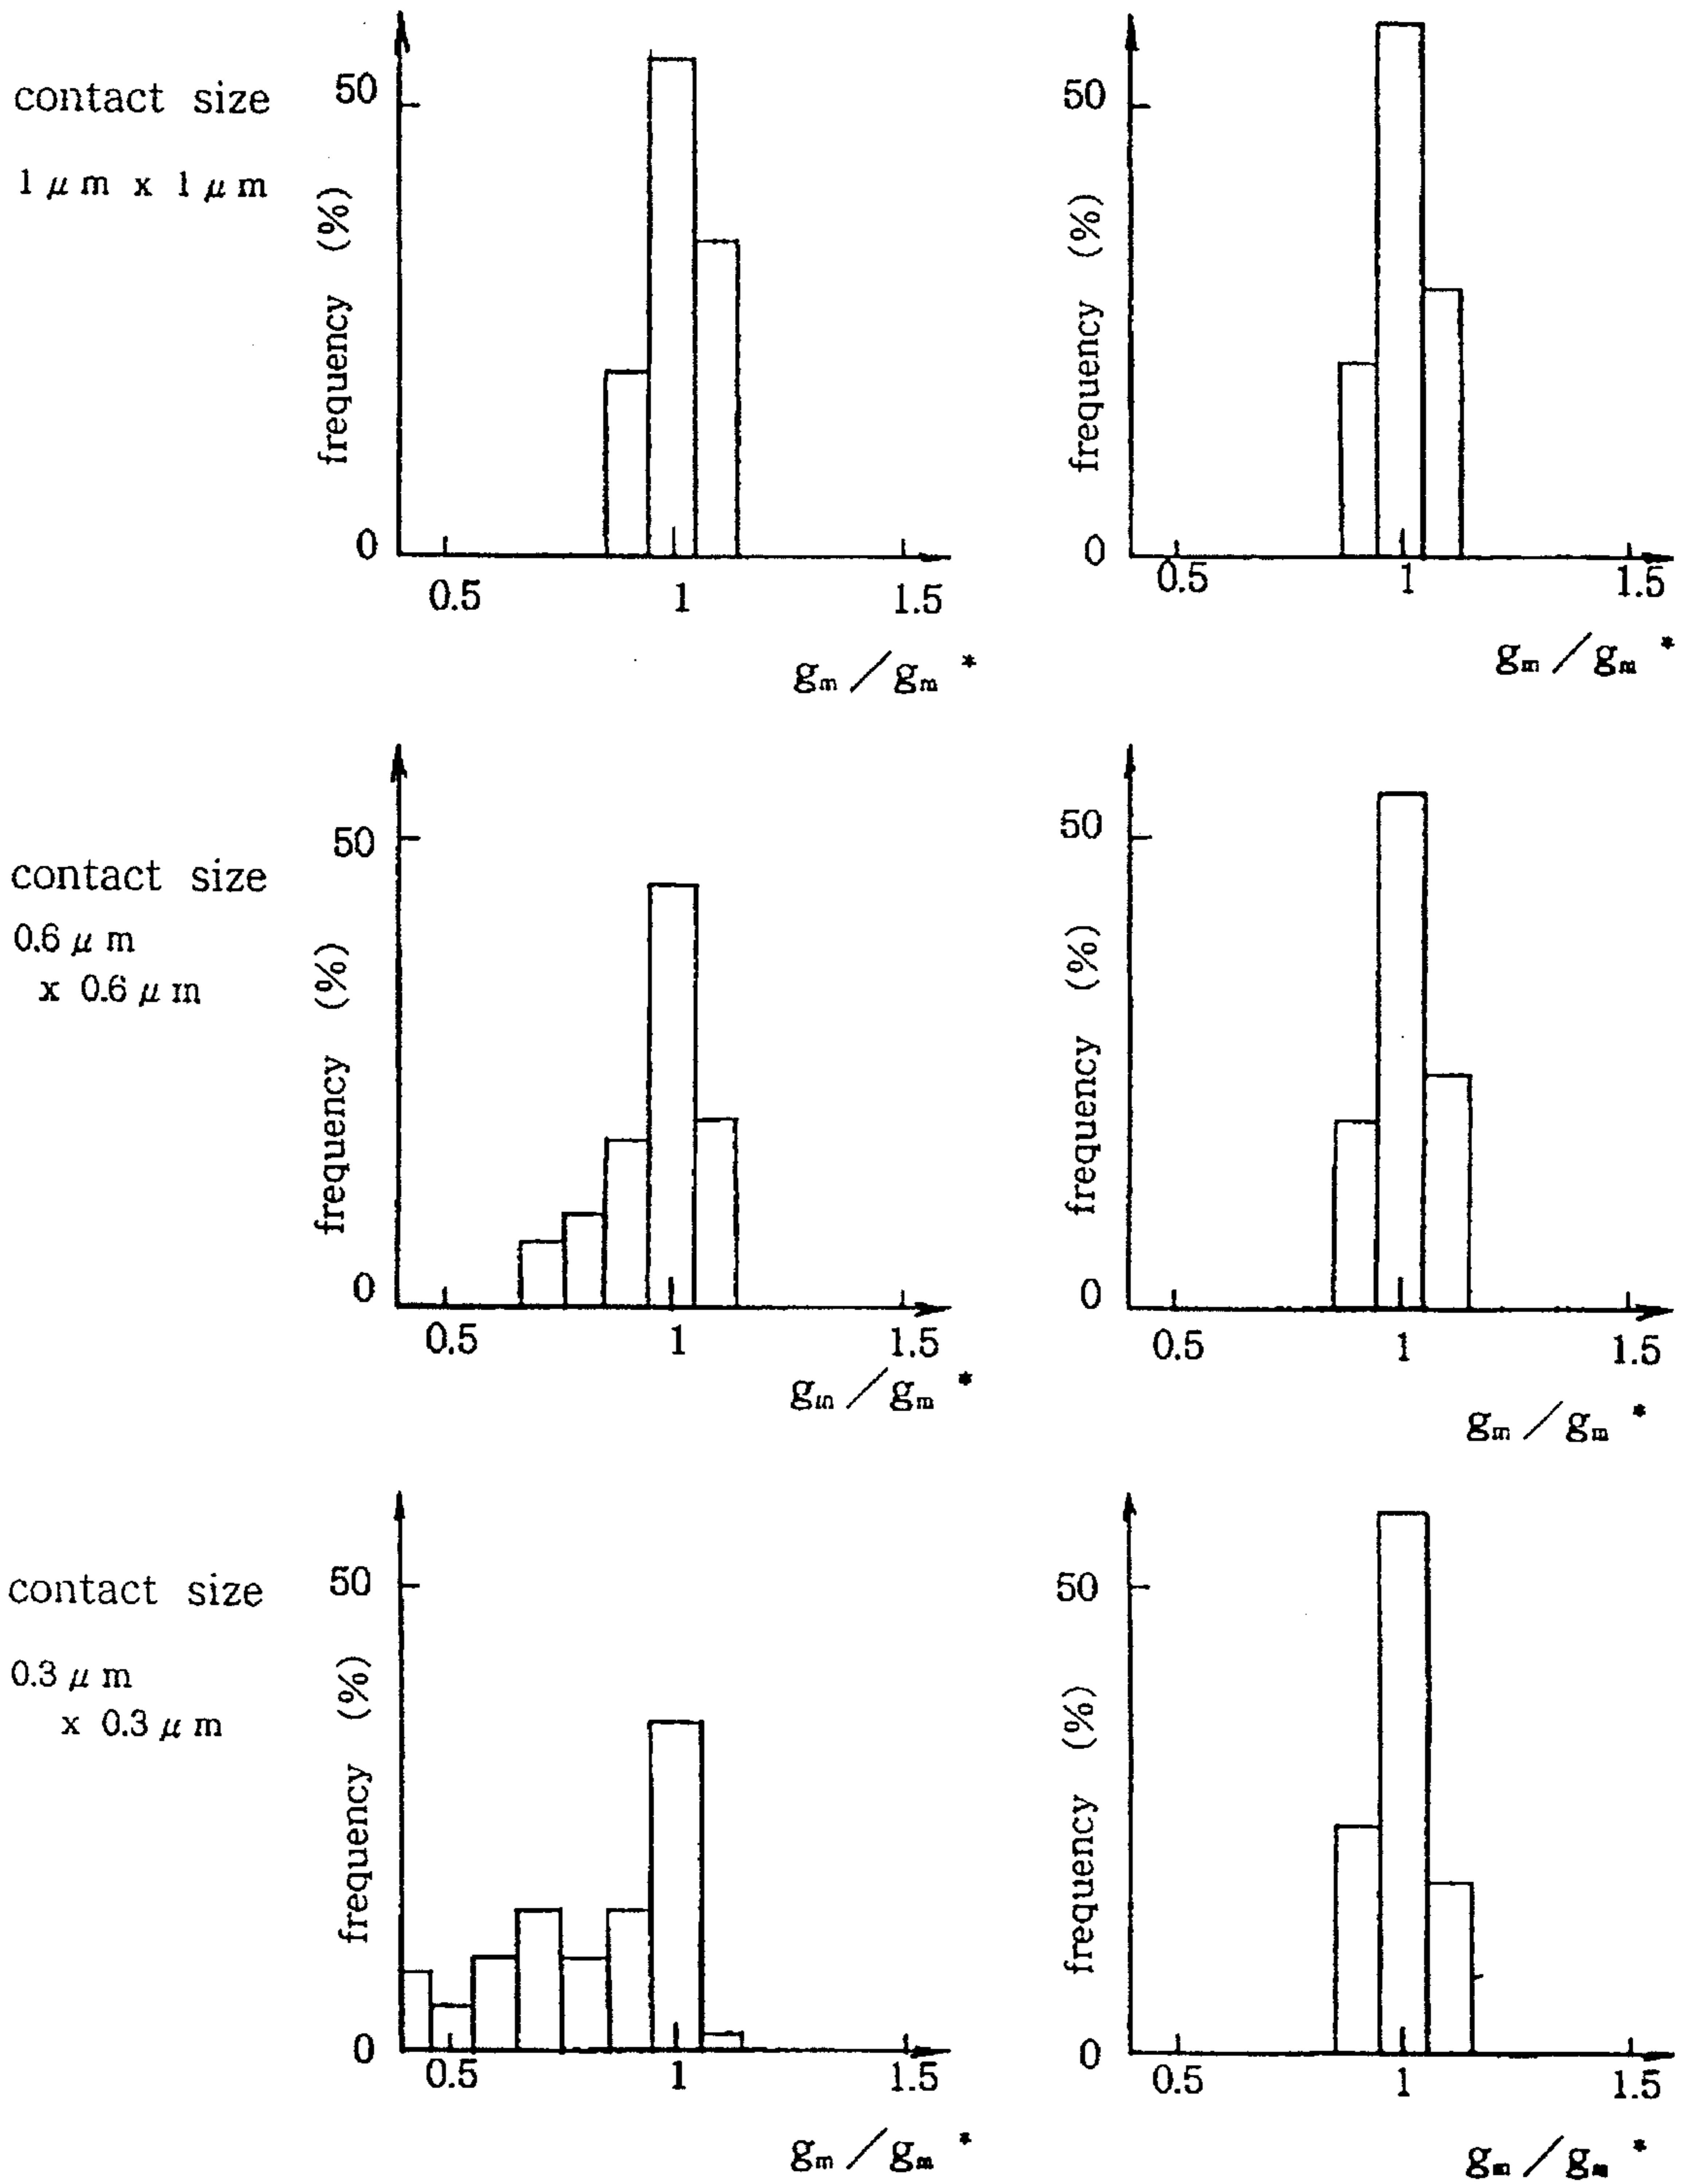 contact size
1 μm x 1 μm
50
frequency (%)
0
0.5 1 1.5
gm / gm *
50
frequency (%)
0
0.5 1 1.5
gm / gm *
contact size
0.6 μm
x 0.6 μm
50
frequency (%)
0
0.5 1 1.5
gm / gm *
50
frequency (%)
0
0.5 1 1.5
gm / gm *
contact size
0.3 μm
x 0.3 μm
50
frequency (%)
0
0.5 1 1.5
gm / gm *
50
frequency (%)
0
0.5 1 1.5
gm / gm *